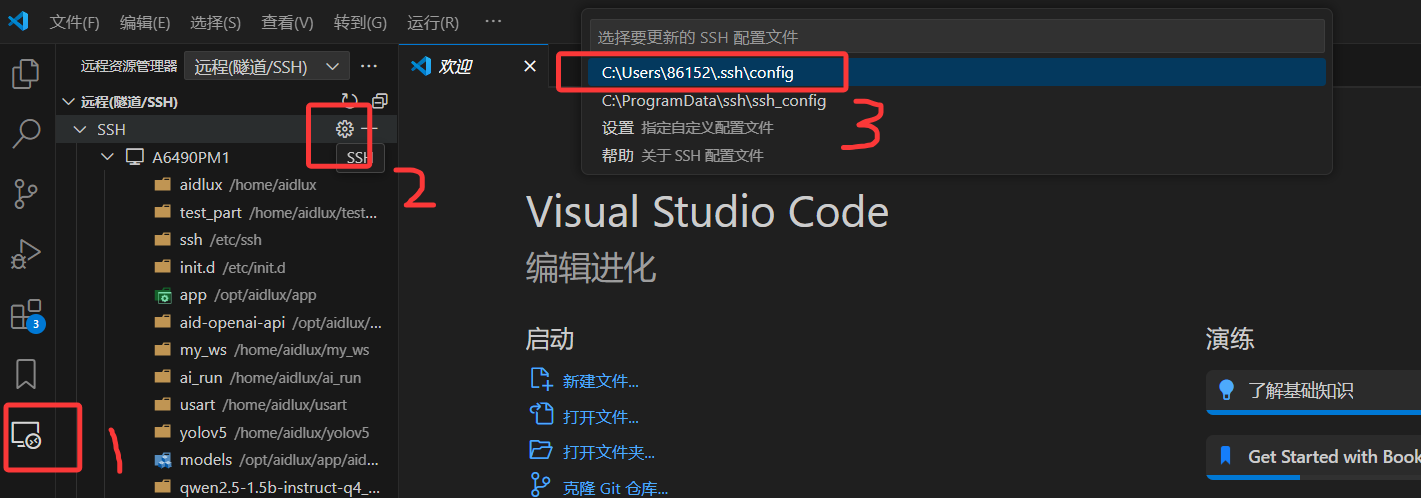 文件(F) 编辑(E) 选择(S) 查看(V) 转到(G) 运行(R) ···
远程资源管理器 远程(隧道/SSH) ···
欢迎
远程(隧道/SSH)
SSH
SSH
2
A6490PM1
aidlux /home/aidlux
test_part /home/aidlux/test...
ssh /etc/ssh
init.d /etc/init.d
app /opt/aidlux/app
aid-openai-api /opt/aidlux/...
my_ws /home/aidlux/my_ws
ai_run /home/aidlux/ai_run
usart /home/aidlux/usart
yolov5 /home/aidlux/yolov5
models /opt/aidlux/app/aid...
qwen2.5-1.5b-instruct-q4_...
3
1
选择要更新的 SSH 配置文件
C:\Users\86152\.ssh\config
C:\ProgramData\ssh\ssh_config
设置 指定自定义配置文件
帮助 关于 SSH 配置文件
3
Visual Studio Code
编辑进化
启动
新建文件...
打开文件...
打开文件夹...
克隆 Git 仓库...
演练
了解基础知识
Get Started with Book